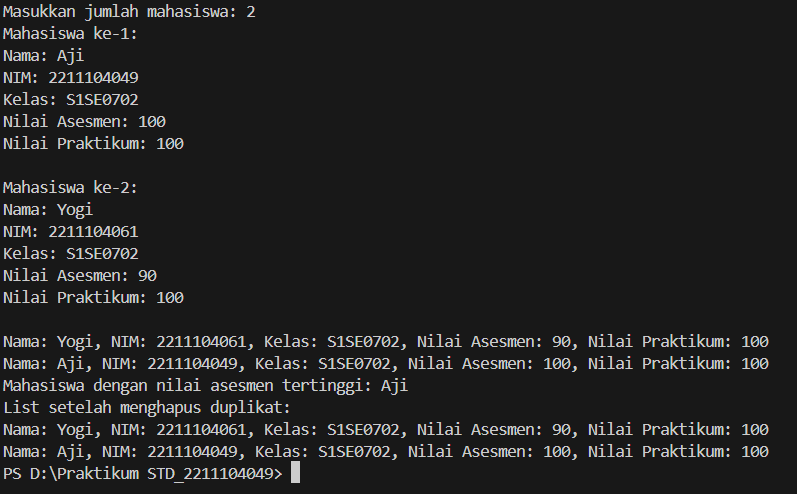 Masukkan jumlah mahasiswa: 2
Mahasiswa ke-1:
Nama: Aji
NIM: 2211104049
Kelas: S1SE0702
Nilai Asesmen: 100
Nilai Praktikum: 100

Mahasiswa ke-2:
Nama: Yogi
NIM: 2211104061
Kelas: S1SE0702
Nilai Asesmen: 90
Nilai Praktikum: 100

Nama: Yogi, NIM: 2211104061, Kelas: S1SE0702, Nilai Asesmen: 90, Nilai Praktikum: 100
Nama: Aji, NIM: 2211104049, Kelas: S1SE0702, Nilai Asesmen: 100, Nilai Praktikum: 100
Mahasiswa dengan nilai asesmen tertinggi: Aji
List setelah menghapus duplikat:
Nama: Yogi, NIM: 2211104061, Kelas: S1SE0702, Nilai Asesmen: 90, Nilai Praktikum: 100
Nama: Aji, NIM: 2211104049, Kelas: S1SE0702, Nilai Asesmen: 100, Nilai Praktikum: 100
PS D:\Praktikum STD_2211104049>